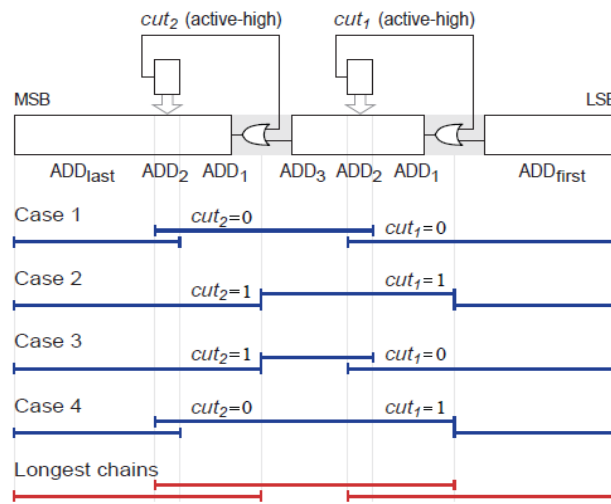 cut₂ (active-high) cut₁ (active-high)
MSB LSB
ADD_last ADD₂ ADD₁ ADD₃ ADD₂ ADD₁ ADD_first
Case 1 cut₂=0 cut₁=0
Case 2 cut₂=1 cut₁=1
Case 3 cut₂=1 cut₁=0
Case 4 cut₂=0 cut₁=1
Longest chains